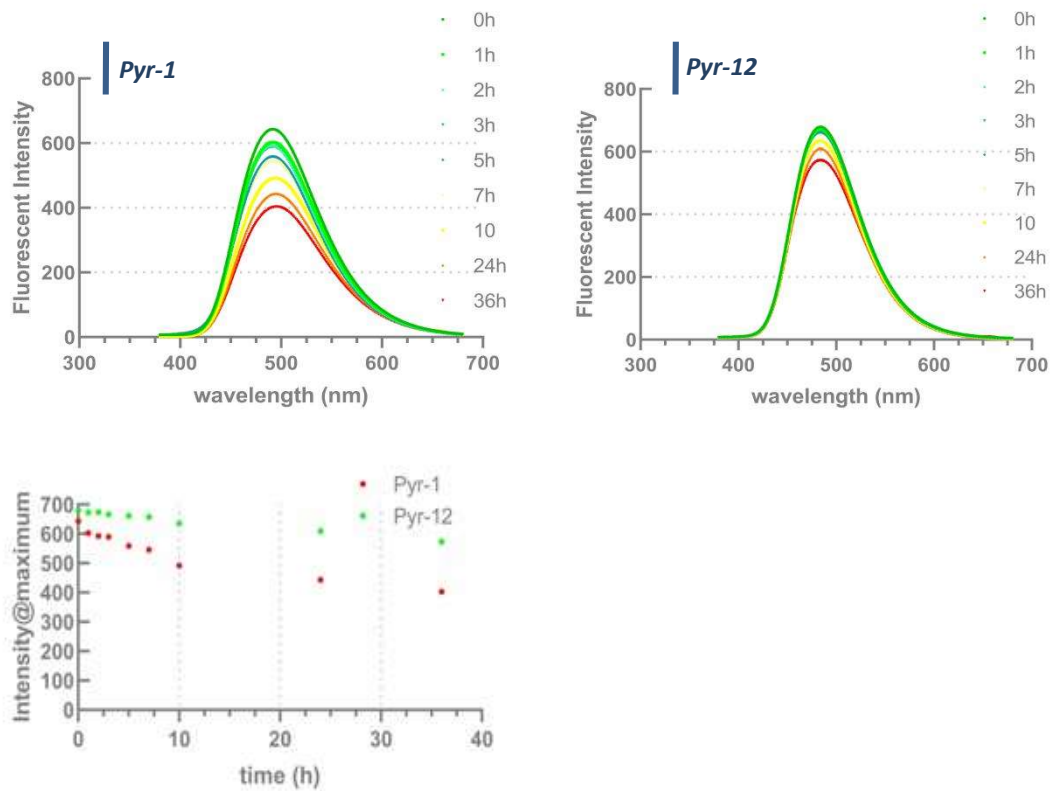 Pyr-1
Fluorescent Intensity
800
600
400
200
0
300
400
500
600
700
wavelength (nm)
0h
1h
2h
3h
5h
7h
10
24h
36h
Pyr-12
Fluorescent Intensity
800
600
400
200
0
300
400
500
600
700
wavelength (nm)
0h
1h
2h
3h
5h
7h
10
24h
36h
Intensity@maximum
700
600
500
400
300
200
100
0
0
10
20
30
40
time (h)
Pyr-1
Pyr-12